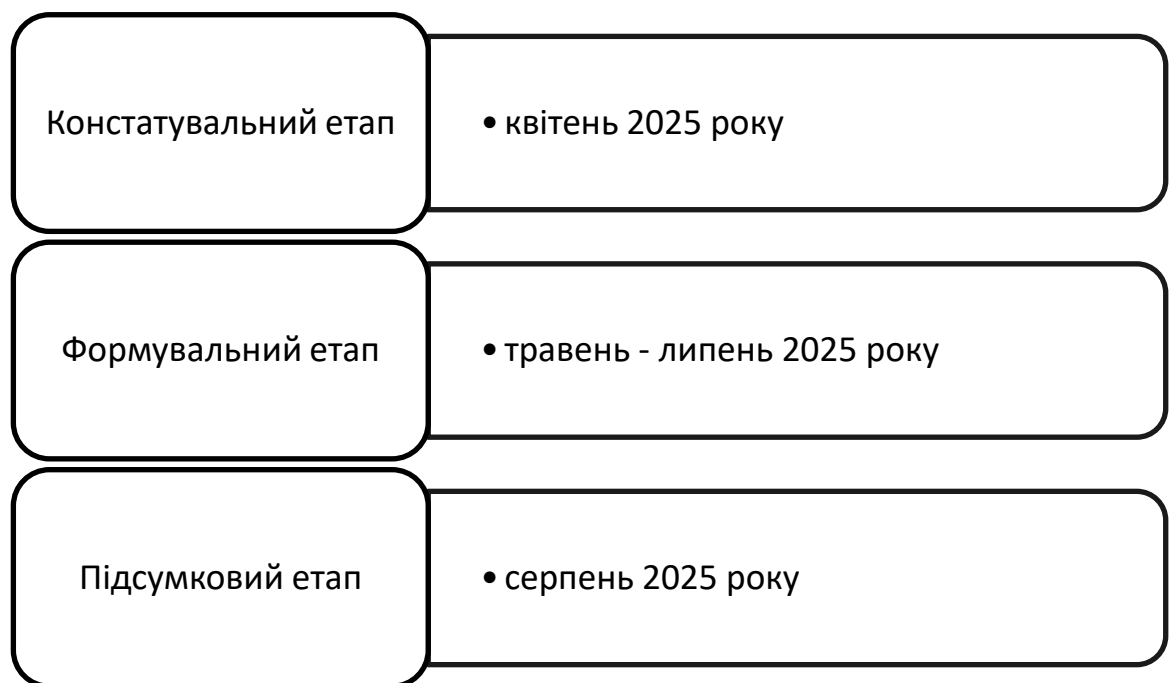 Констатувальний етап
• квітень 2025 року
Формувальний етап
• травень - липень 2025 року
Підсумковий етап
• серпень 2025 року